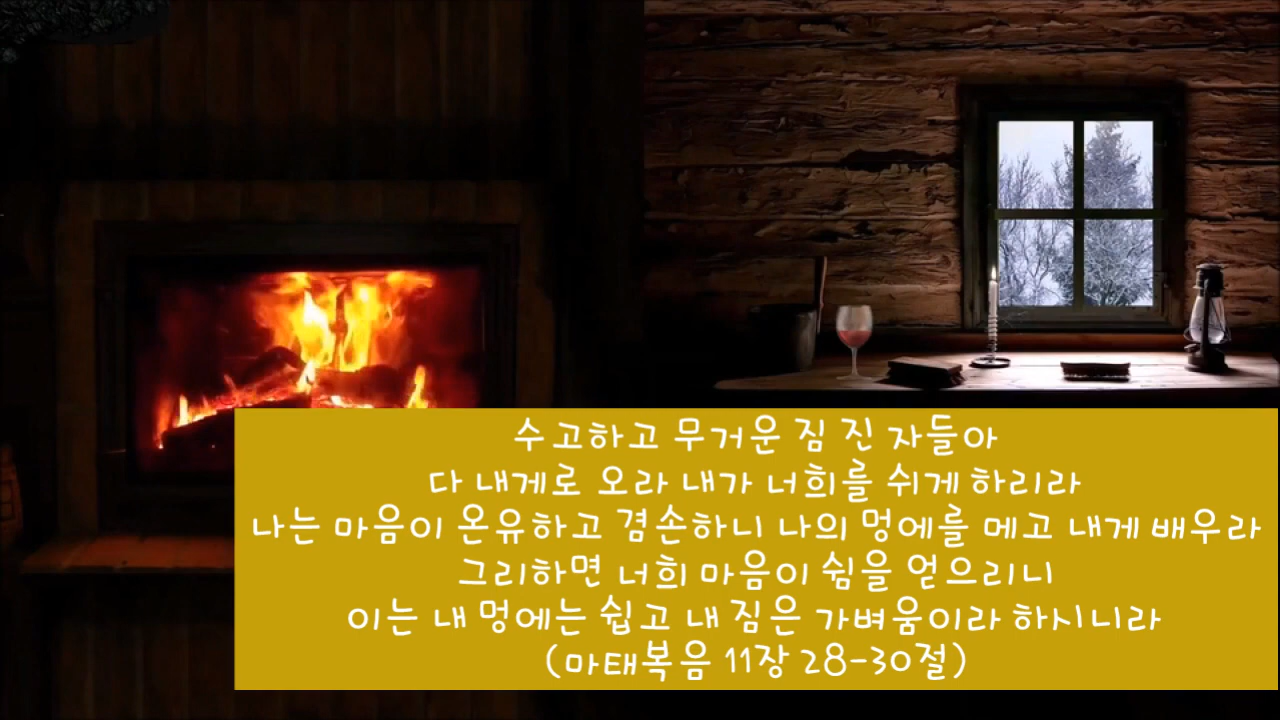 수고하고 무거운 짐 진 자들아
다 내게로 오라 내가 너희를 쉬게 하리라
나는 마음이 온유하고 겸손하니 나의 멍에를 메고 내게 배우라
그리하면 너희 마음이 쉼을 얻으리니
이는 내 멍에는 쉽고 내 짐은 가벼움이라 하시니라
(마태복음 11장 28-30절)